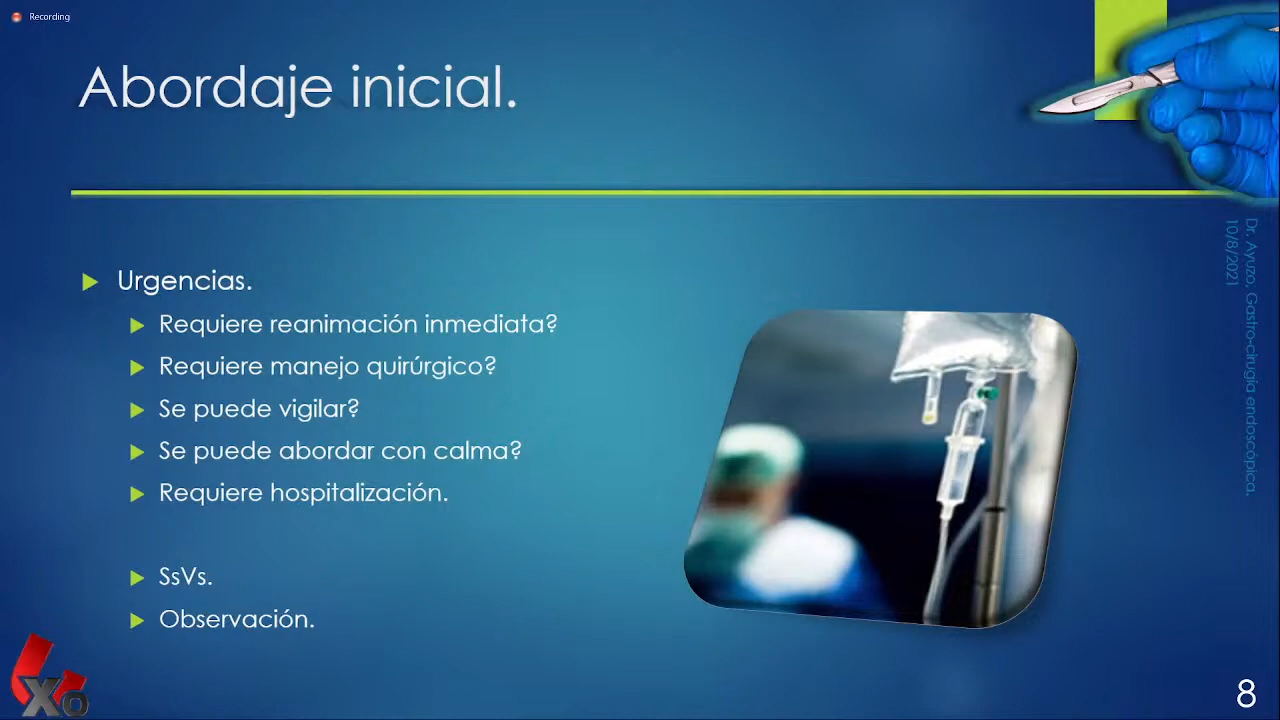 Recording
Abordaje inicial.
Urgencias.
Requiere reanimación inmediata?
Requiere manejo quirúrgico?
Se puede vigilar?
Se puede abordar con calma?
Requiere hospitalización.
SsVs.
Observación.
Dr. Ayuzo, Gastro-cirugía endoscópica.
10/8/2021
Xo
8